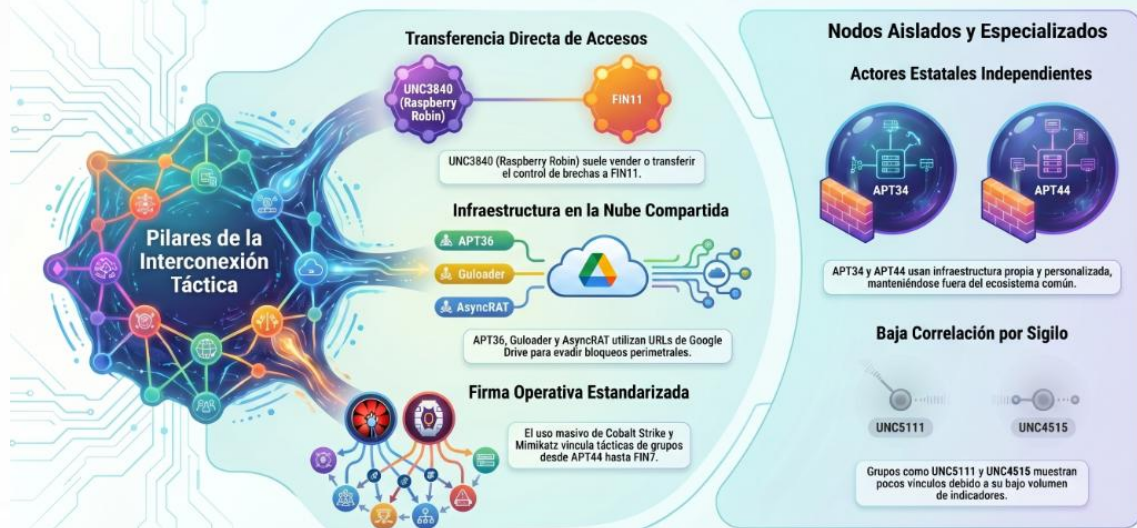 Pilares de la
Interconexión
Táctica
Transferencia Directa de Accesos
UNC3840
(Raspberry
Robin)
FIN11
UNC3840 (Raspberry Robin) suele vender o transferir
el control de brechas a FIN11.
Infraestructura en la Nube Compartida
APT36
Guloader
AsyncRAT
APT36, Guloader y AsyncRAT utilizan URLs de Google
Drive para evadir bloqueos perimetrales.
Firma Operativa Estandarizada
El uso masivo de Cobalt Strike y
Mimikatz vincula tácticas de grupos
desde APT44 hasta FIN7.
Nodos Aislados y Especializados
Actores Estatales Independientes
APT34
APT44
APT34 y APT44 usan infraestructura propia y personalizada,
manteniéndose fuera del ecosistema común.
Baja Correlación por Sigilo
UNC5111
UNC4515
Grupos como UNC5111 y UNC4515 muestran
pocos vínculos debido a su bajo volumen
de indicadores.